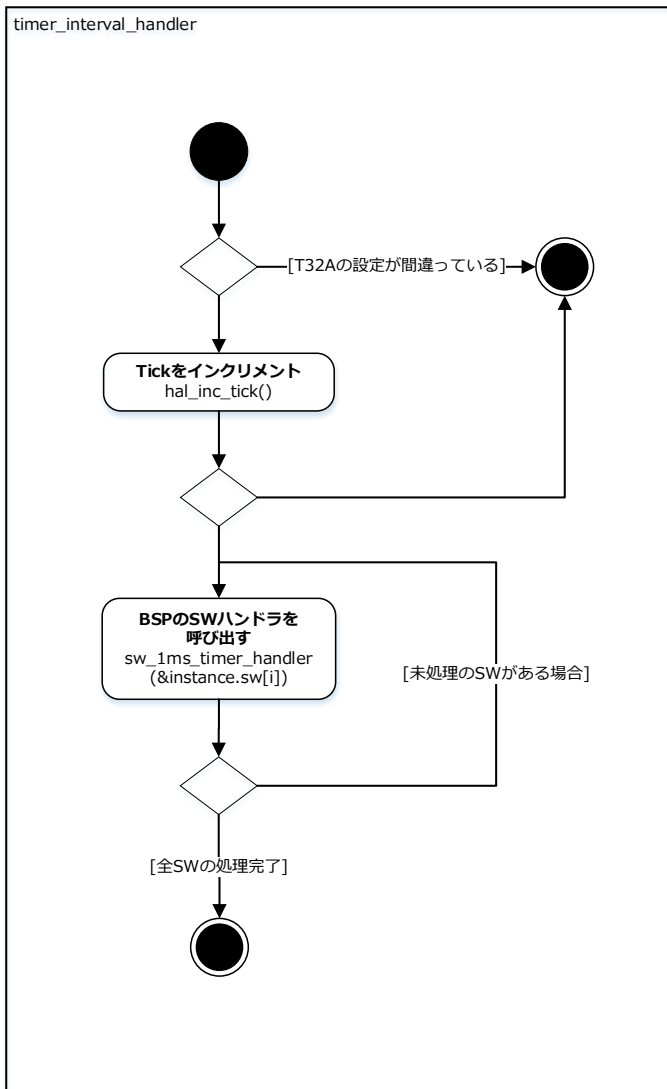 timer_interval_handler
[T32Aの設定が間違っている]
Tickをインクリメント
hal_inc_tick()
BSPのSWハンドラを
呼び出す
sw_1ms_timer_handler
(&instance.sw[i])
[未処理のSWがある場合]
[全SWの処理完了]